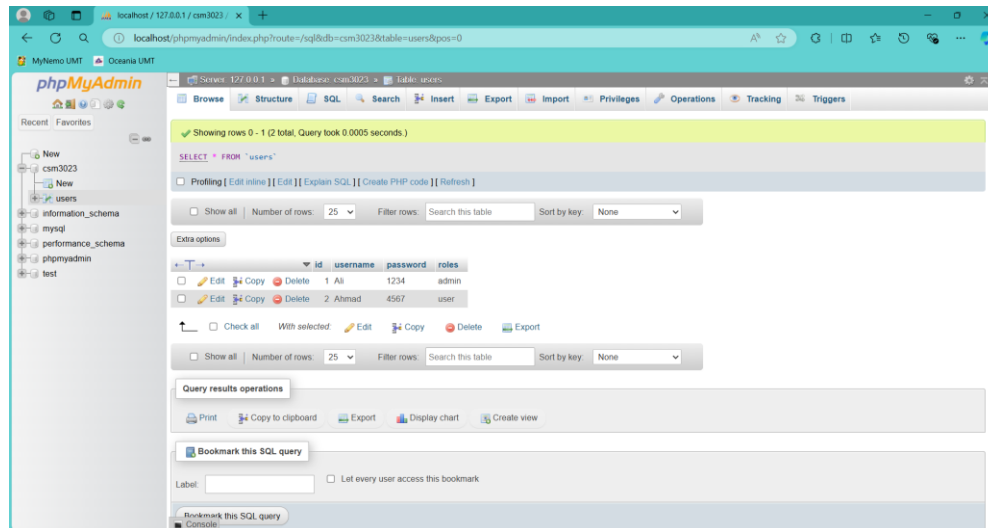 localhost / 127.0.0.1 / csm3023 /
localhost/phpmyadmin/index.php?route=/sql&db=csm3023&table=users&pos=0
MyNemo UMT Oceania UMT
phpMyAdmin
Recent Favorites
New
csm3023
New
users
information_schema
mysql
performance_schema
phpmyadmin
test
Server: 127.0.0.1 » Database: csm3023 » Table: users
Browse Structure SQL Search Insert Export Import Privileges Operations Tracking Triggers
Showing rows 0 - 1 (2 total, Query took 0.0005 seconds.)
SELECT * FROM `users`
Profiling [ Edit inline ] [ Edit ] [ Explain SQL ] [ Create PHP code ] [ Refresh ]
Show all Number of rows: 25 Filter rows: Search this table Sort by key: None
Extra options
id username password roles
Edit Copy Delete 1 Ali 1234 admin
Edit Copy Delete 2 Ahmad 4567 user
Check all With selected: Edit Copy Delete Export
Show all Number of rows: 25 Filter rows: Search this table Sort by key: None
Query results operations
Print Copy to clipboard Export Display chart Create view
Bookmark this SQL query
Label: Let every user access this bookmark
Bookmark this SQL query
Console